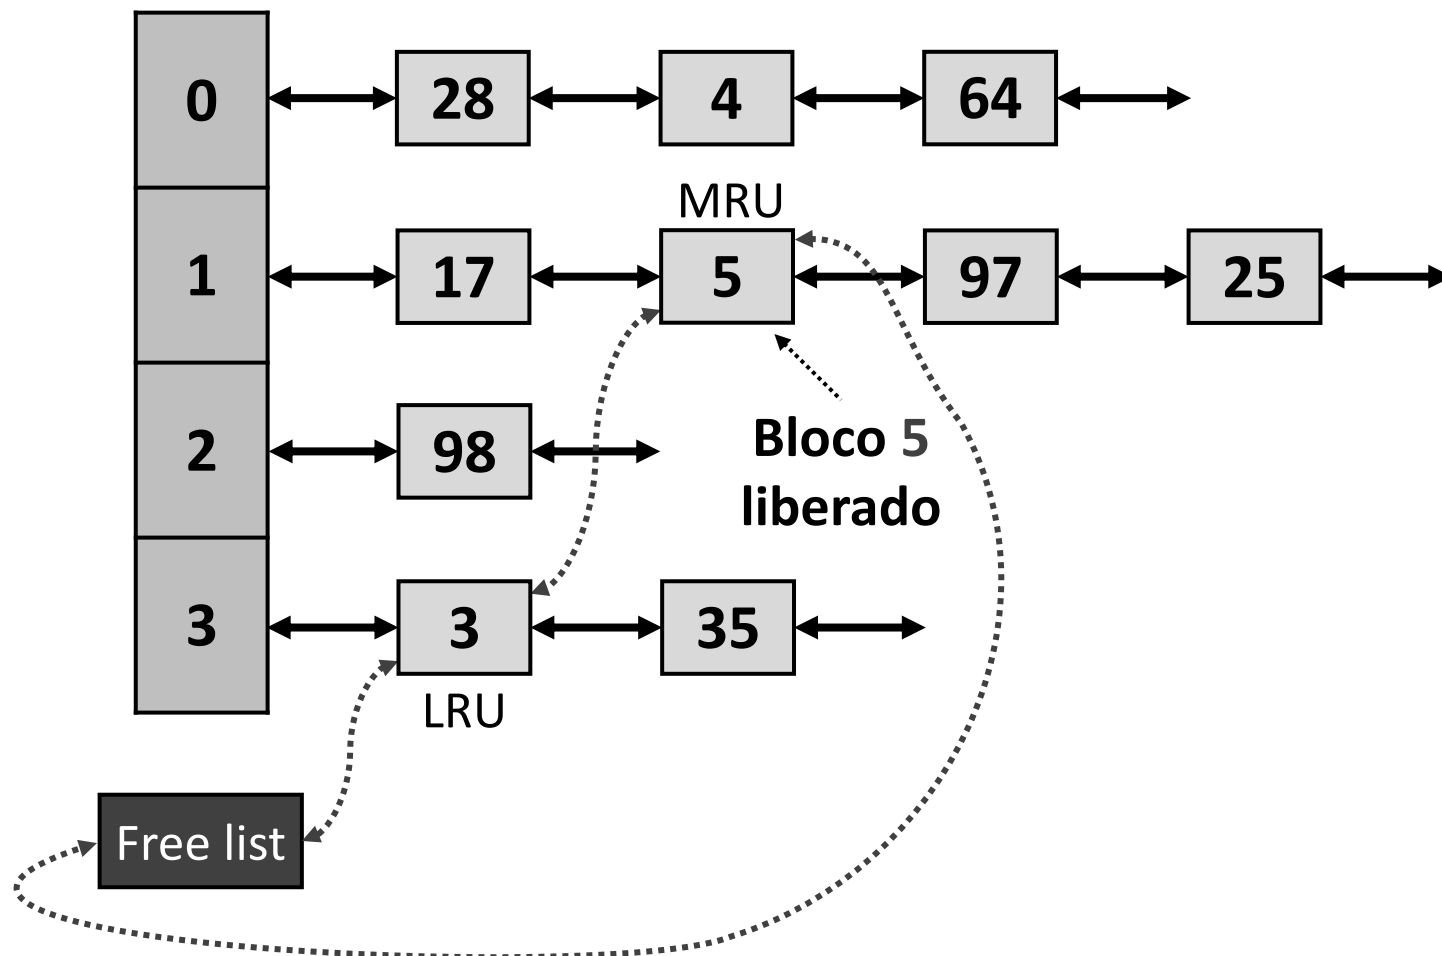 0 28 4 64
MRU
1 17 5 97 25
Bloco 5
liberado
2 98
3 3 35
LRU
Free list